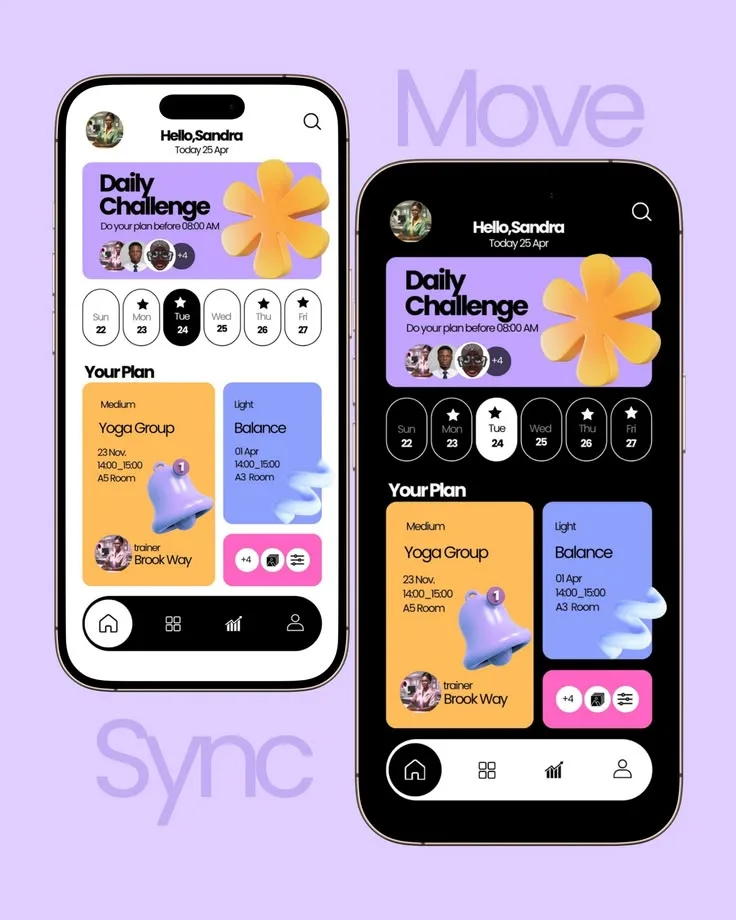 Move
Hello,Sandra
Today 25 Apr
Daily
Challenge
Do your plan before 08:00 AM
+4
Sun Mon Tue Wed Thu Fri
22 23 24 25 26 27
Your Plan
Medium
Yoga Group
23 Nov.
14:00_15:00
A5 Room
1
trainer
Brook Way
Light
Balance
01 Apr
14:00_15:00
A3 Room
+4
Hello,Sandra
Today 25 Apr
Daily
Challenge
Do your plan before 08:00 AM
+4
Sun Mon Tue Wed Thu Fri
22 23 24 25 26 27
Your Plan
Medium
Yoga Group
23 Nov.
14:00_15:00
A5 Room
1
trainer
Brook Way
Light
Balance
01 Apr
14:00_15:00
A3 Room
+4
Sync